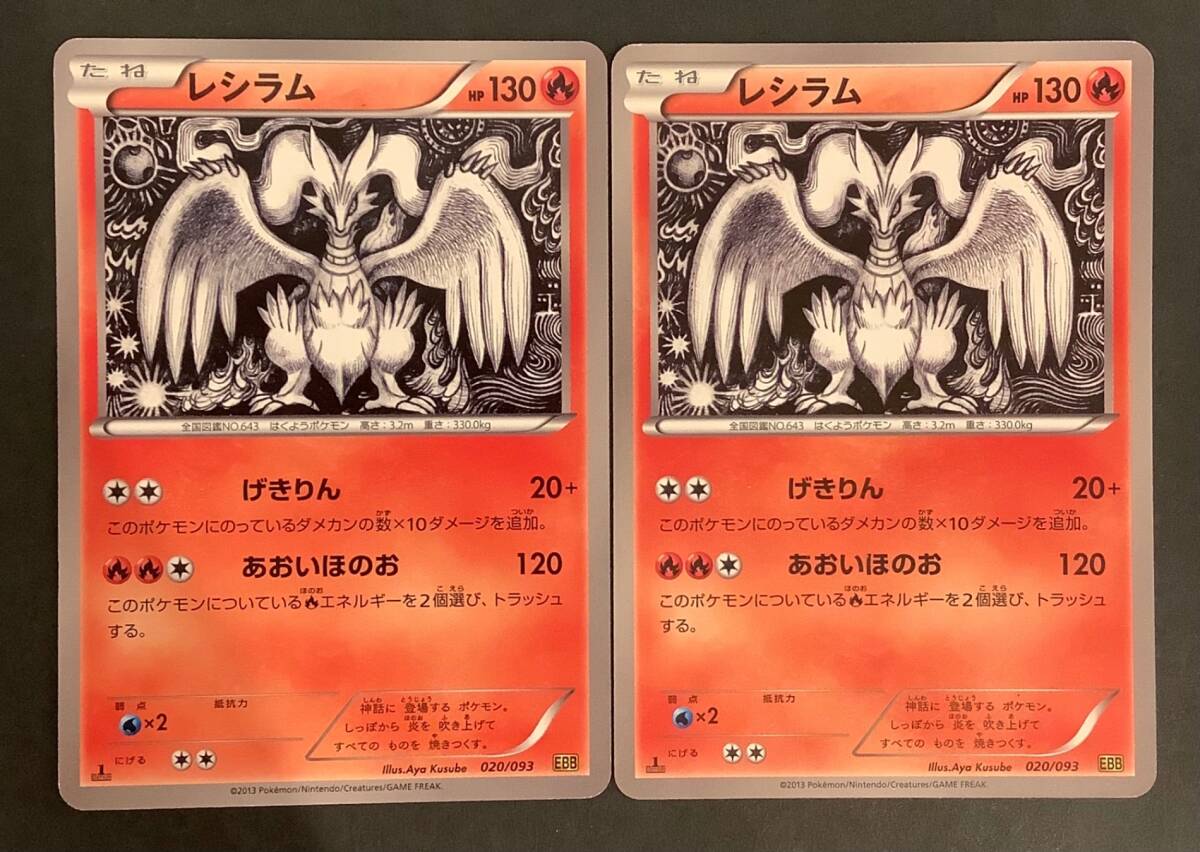 たね
レシラム
HP 130
全国図鑑NO.643 はくようポケモン 高さ:3.2m 重さ:330.0kg
げきりん 20+
このポケモンにのっているダメカンの数×10ダメージを追加。
あおいほのお 120
このポケモンについているエネルギーを2個選び、トラッシュ
する。
弱点 抵抗力
×2
にげる
神話に 登場する ポケモン。
しっぽから 炎を 吹き上げて
すべての ものを 焼きつくす。
Illus.Aya Kusube 020/093 EBB
©2013 Pokémon/Nintendo/Creatures/GAME FREAK.
たね
レシラム
HP 130
全国図鑑NO.643 はくようポケモン 高さ:3.2m 重さ:330.0kg
げきりん 20+
このポケモンにのっているダメカンの数×10ダメージを追加。
あおいほのお 120
このポケモンについているエネルギーを2個選び、トラッシュ
する。
弱点 抵抗力
×2
にげる
神話に 登場する ポケモン。
しっぽから 炎を 吹き上げて
すべての ものを 焼きつくす。
Illus.Aya Kusube 020/093 EBB
©2013 Pokémon/Nintendo/Creatures/GAME FREAK.